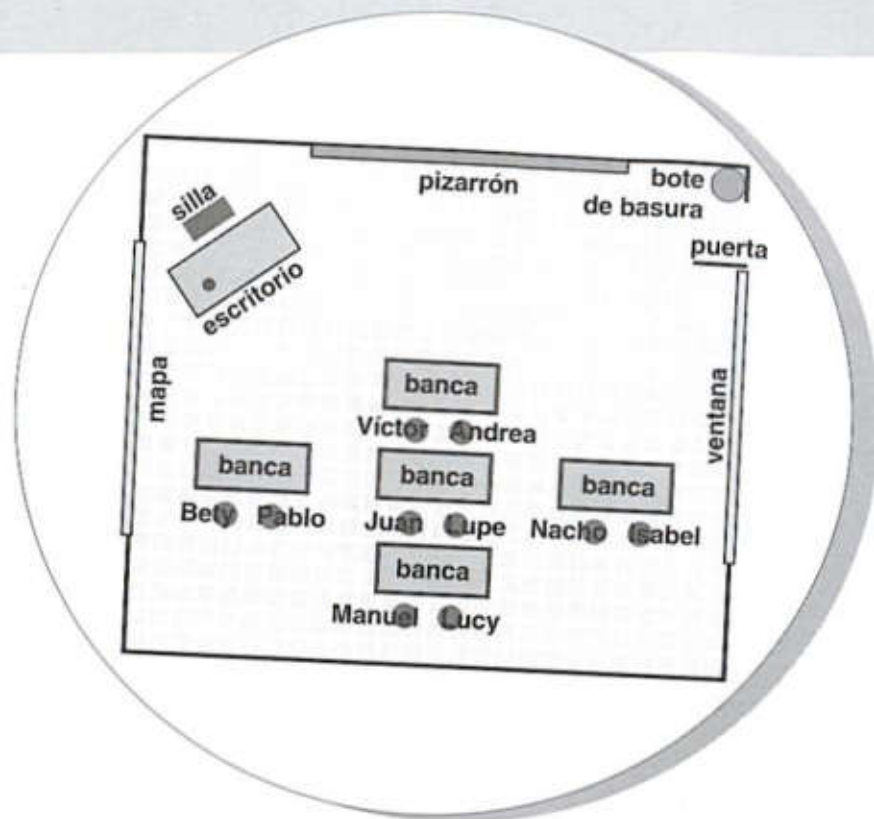 pizarrón
bote
de basura
silla
puerta
escritorio
mapa
ventana
banca
Víctor Andrea
banca
banca
banca
Bety Pablo
Juan Lupe
Nacho Isabel
banca
Manuel Lucy